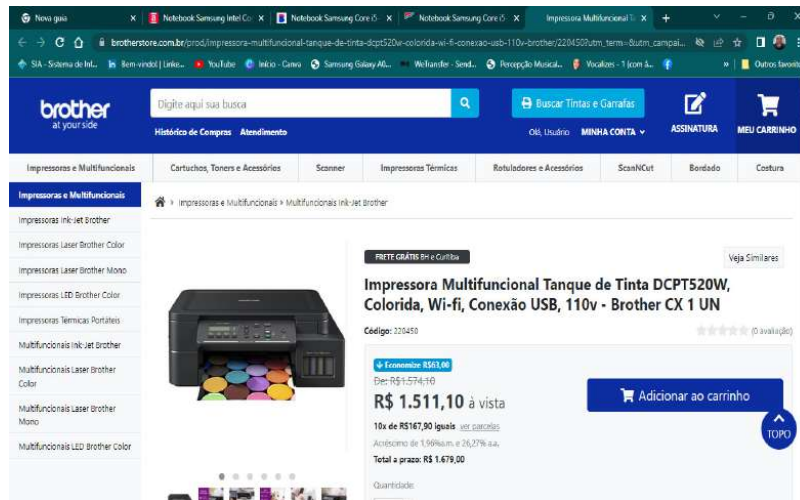 Nova guia
Notebook Samsung Intel Co
Notebook Samsung Core i5
Notebook Samsung Core i5
Impressora Multifuncional T
brotherstore.com.br/prod/impressora-multifuncional-tanque-de-tinta-dcpt520w-colorida-wi-fi-conexao-usb-110v-brother/220450?utm_term=&utm_campai...
SIA - Sistema de Inf...
Bem-vindo! | Linke...
YouTube
Início - Canva
Samsung Galaxy A0...
WeTransfer - Send...
Percepção Musical...
Vocalizes - 1 (com á...
Outros favoritos
brother
at your side
Digite aqui sua busca
Buscar Tintas e Garrafas
ASSINATURA
MEU CARRINHO
Histórico de Compras Atendimento
Olá, Usuário MINHA CONTA
Impressoras e Multifuncionais
Cartuchos, Toners e Acessórios
Scanner
Impressoras Térmicas
Rotuladores e Acessórios
ScanNCut
Bordado
Costura
Impressoras e Multifuncionais
Impressoras Ink-Jet Brother
Impressoras Laser Brother Color
Impressoras Laser Brother Mono
Impressoras LED Brother Color
Impressoras Térmicas Portáteis
Multifuncionais Ink-Jet Brother
Multifuncionais Laser Brother
Color
Multifuncionais Laser Brother
Mono
Multifuncionais LED Brother Color
Impressoras e Multifuncionais » Multifuncionais Ink-Jet Brother
FRETE GRÁTIS BH e Curitiba
Veja Similares
Impressora Multifuncional Tanque de Tinta DCPT520W,
Colorida, Wi-fi, Conexão USB, 110v - Brother CX 1 UN
Código: 220450
(0 avaliação)
Economize R$63,00
De: R$1.574,10
R$ 1.511,10 à vista
10x de R$167,90 iguais ver parcelas
Acréscimo de 1,96%a.m. e 26,27% a.a.
Total a prazo: R$ 1.679,00
Quantidade:
Adicionar ao carrinho
TOPO